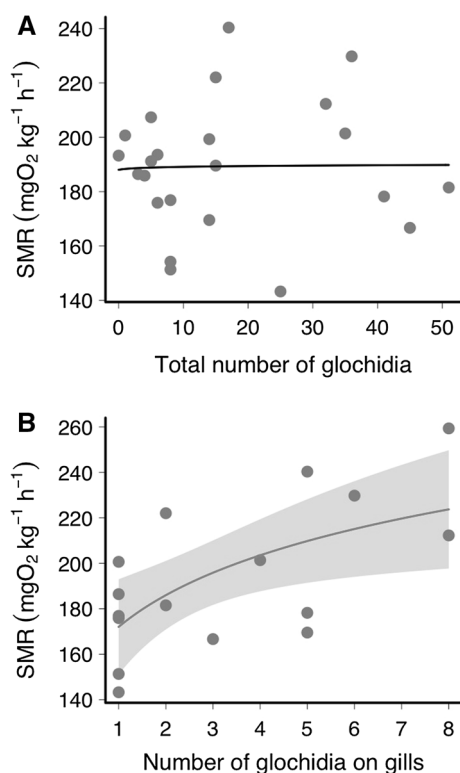 A
240
220
200
180
160
140
SMR (mgO₂ kg⁻¹ h⁻¹)
0 10 20 30 40 50
Total number of glochidia
B
260
240
220
200
180
160
140
SMR (mgO₂ kg⁻¹ h⁻¹)
1 2 3 4 5 6 7 8
Number of glochidia on gills